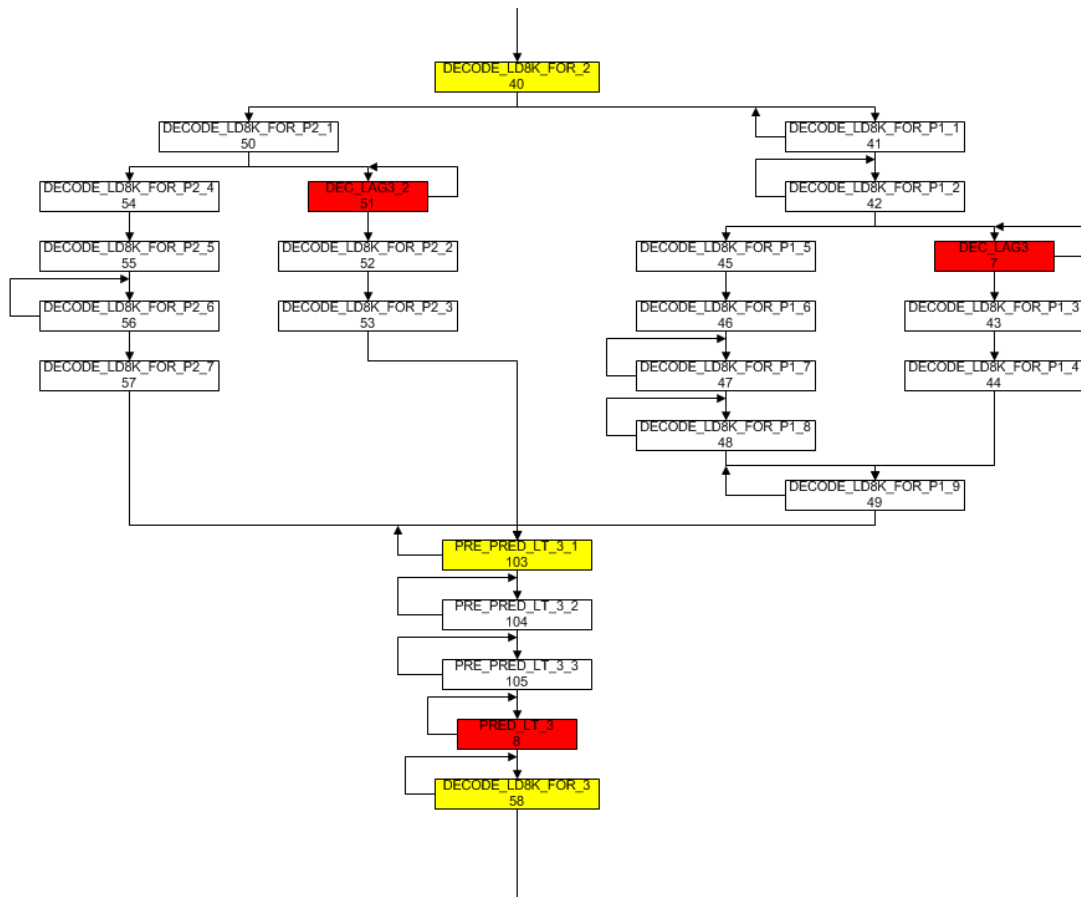 DECODE_LD8K_FOR_2
40
DECODE_LD8K_FOR_P2_1
50
DECODE_LD8K_FOR_P1_1
41
DECODE_LD8K_FOR_P2_4
54
DEC_LAG3_2
51
DECODE_LD8K_FOR_P1_2
42
DECODE_LD8K_FOR_P2_5
55
DECODE_LD8K_FOR_P2_2
52
DECODE_LD8K_FOR_P1_5
45
DEC_LAG3
7
DECODE_LD8K_FOR_P2_6
56
DECODE_LD8K_FOR_P2_3
53
DECODE_LD8K_FOR_P1_6
46
DECODE_LD8K_FOR_P1_3
43
DECODE_LD8K_FOR_P2_7
57
DECODE_LD8K_FOR_P1_7
47
DECODE_LD8K_FOR_P1_4
44
DECODE_LD8K_FOR_P1_8
48
DECODE_LD8K_FOR_P1_9
49
PRE_PRED_LT_3_1
103
PRE_PRED_LT_3_2
104
PRE_PRED_LT_3_3
105
PRED_LT_3
8
DECODE_LD8K_FOR_3
58